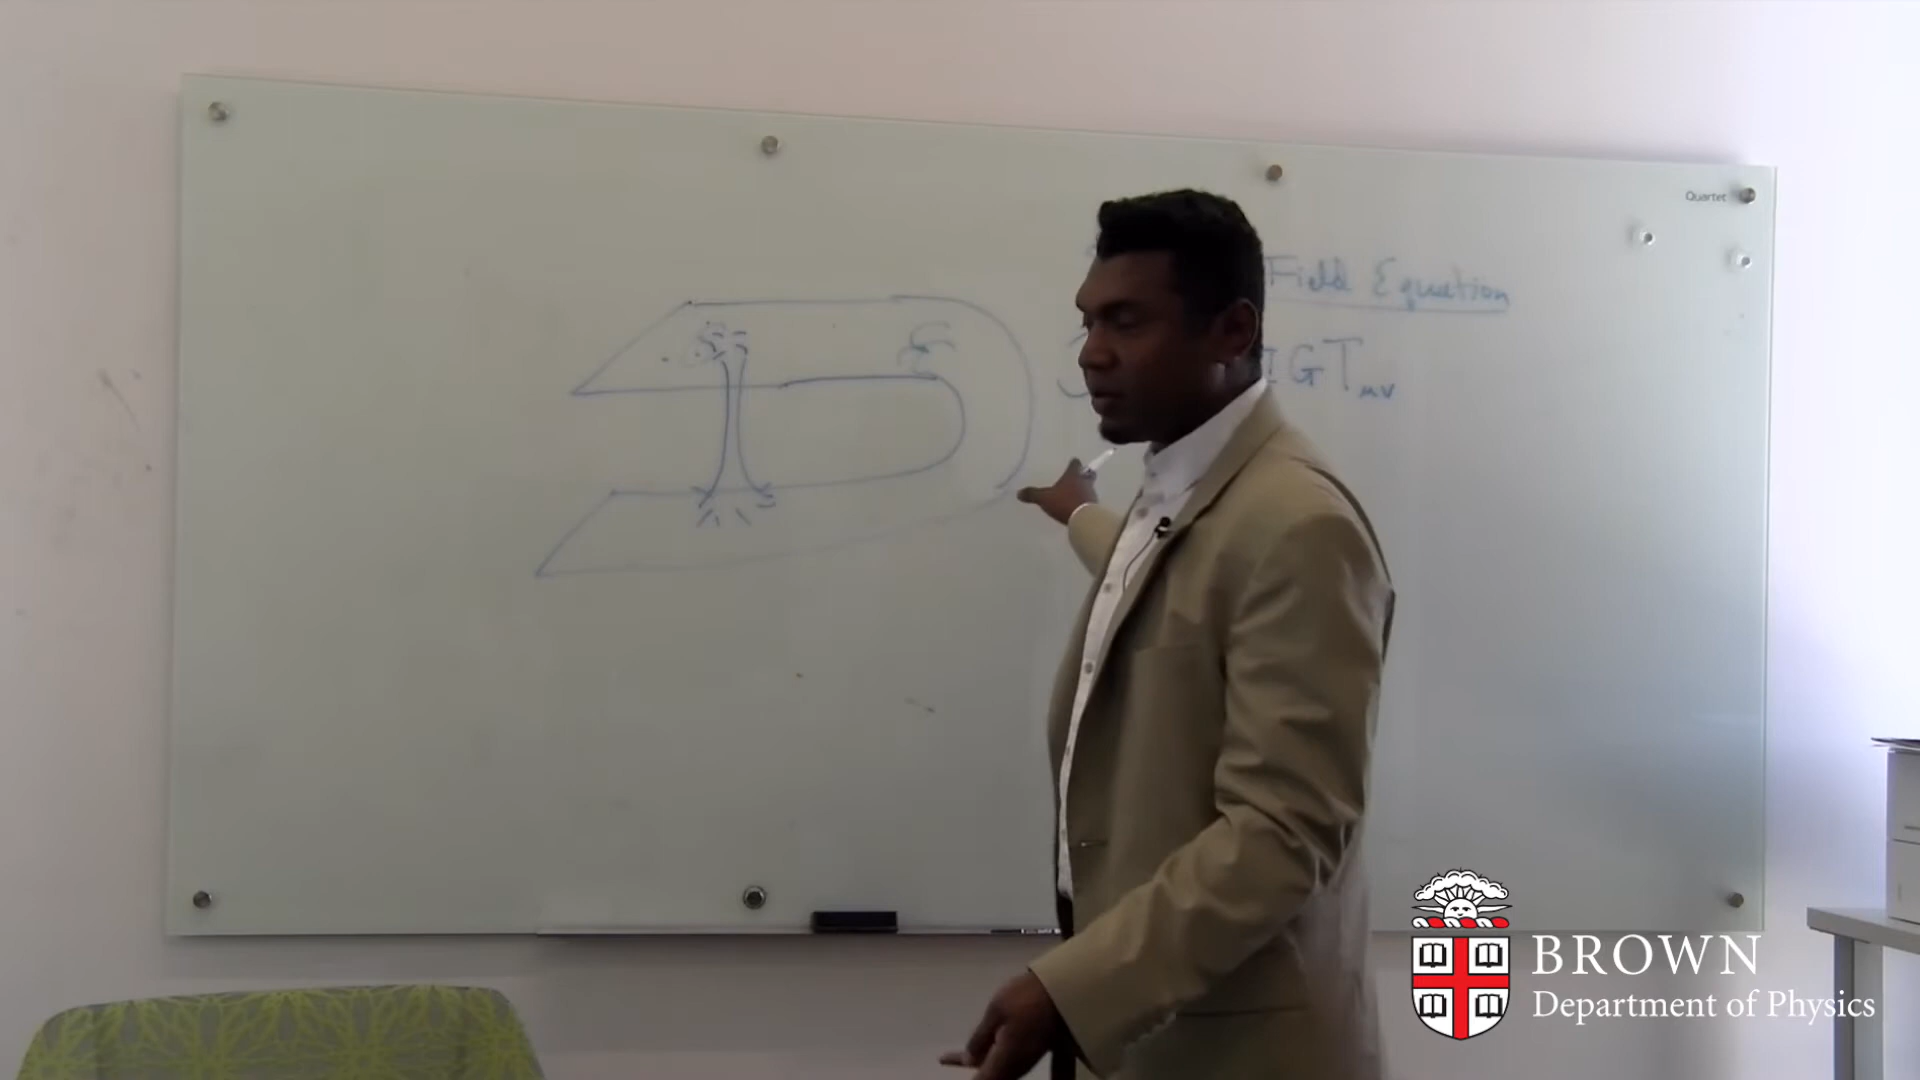 Quartet
Field Equation
GTμν
BROWN
Department of Physics